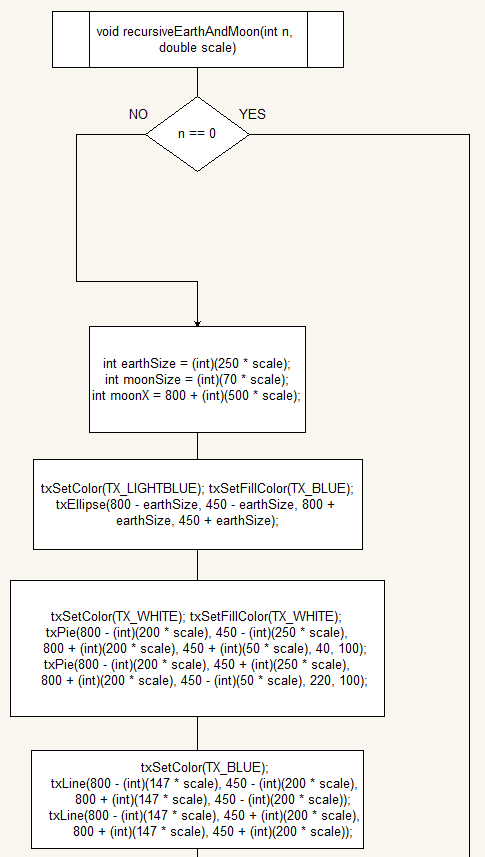 void recursiveEarthAndMoon(int n,
double scale)
NO
YES
n == 0
int earthSize = (int)(250 * scale);
int moonSize = (int)(70 * scale);
int moonX = 800 + (int)(500 * scale);
txSetColor(TX_LIGHTBLUE); txSetFillColor(TX_BLUE);
txEllipse(800 - earthSize, 450 - earthSize, 800 +
earthSize, 450 + earthSize);
txSetColor(TX_WHITE); txSetFillColor(TX_WHITE);
txPie(800 - (int)(200 * scale), 450 - (int)(250 * scale),
800 + (int)(200 * scale), 450 + (int)(50 * scale), 40, 100);
txPie(800 - (int)(200 * scale), 450 + (int)(250 * scale),
800 + (int)(200 * scale), 450 - (int)(50 * scale), 220, 100);
txSetColor(TX_BLUE);
txLine(800 - (int)(147 * scale), 450 - (int)(200 * scale),
800 + (int)(147 * scale), 450 - (int)(200 * scale));
txLine(800 - (int)(147 * scale), 450 + (int)(200 * scale),
800 + (int)(147 * scale), 450 + (int)(200 * scale));